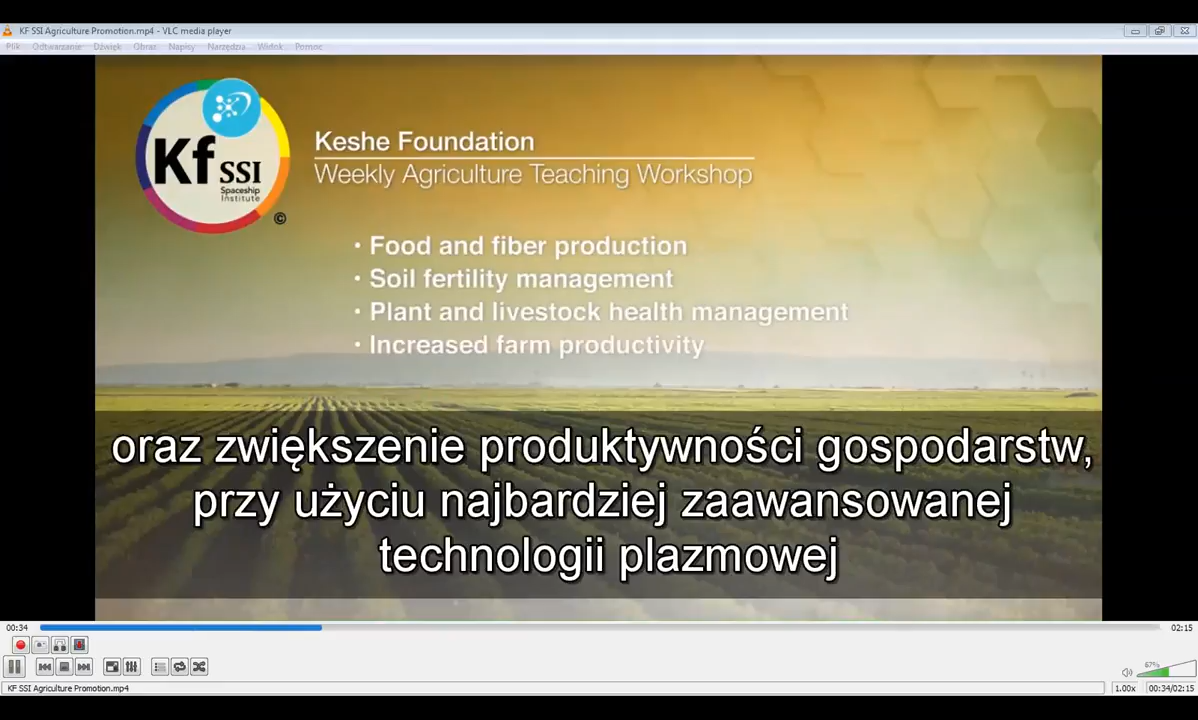 KF SSI Agriculture Promotion.mp4 - VLC media player
Plik Odtwarzanie Dźwięk Obraz Napisy Narzędzia Widok Pomoc
Kf SSI
Spaceship
Institute
©
Keshe Foundation
Weekly Agriculture Teaching Workshop
• Food and fiber production
• Soil fertility management
• Plant and livestock health management
• Increased farm productivity
oraz zwiększenie produktywności gospodarstw,
przy użyciu najbardziej zaawansowanej
technologii plazmowej
00:34 02:15
67%
KF SSI Agriculture Promotion.mp4 1.00x 00:34/02:15